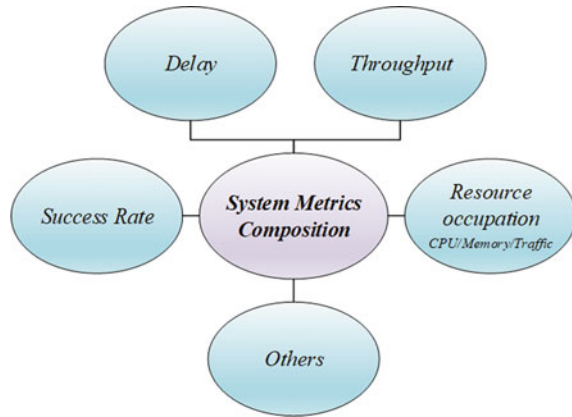 Delay
Throughput
Success Rate
System Metrics
Composition
Resource
occupation
CPU/Memory/Traffic
Others